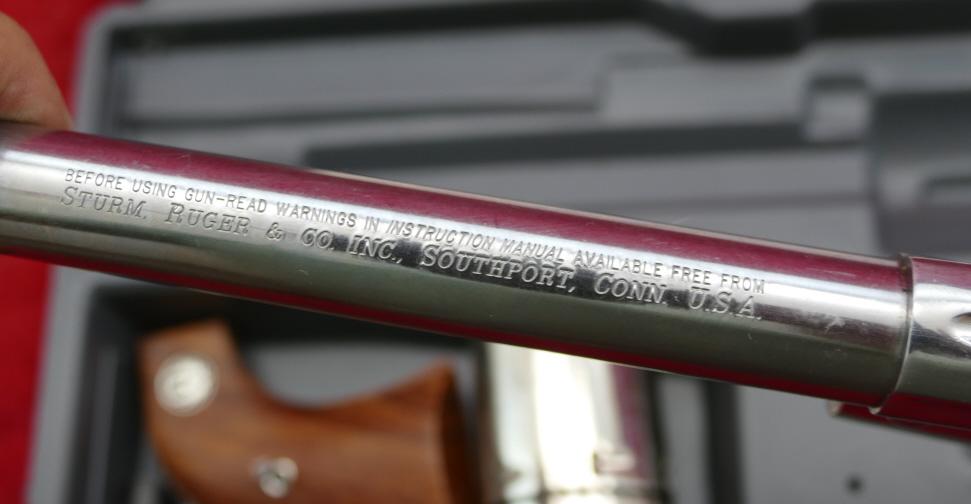 BEFORE USING GUN-READ WARNINGS IN INSTRUCTION MANUAL AVAILABLE FREE FROM
STURM, RUGER & CO. INC., SOUTHPORT, CONN. U.S.A.